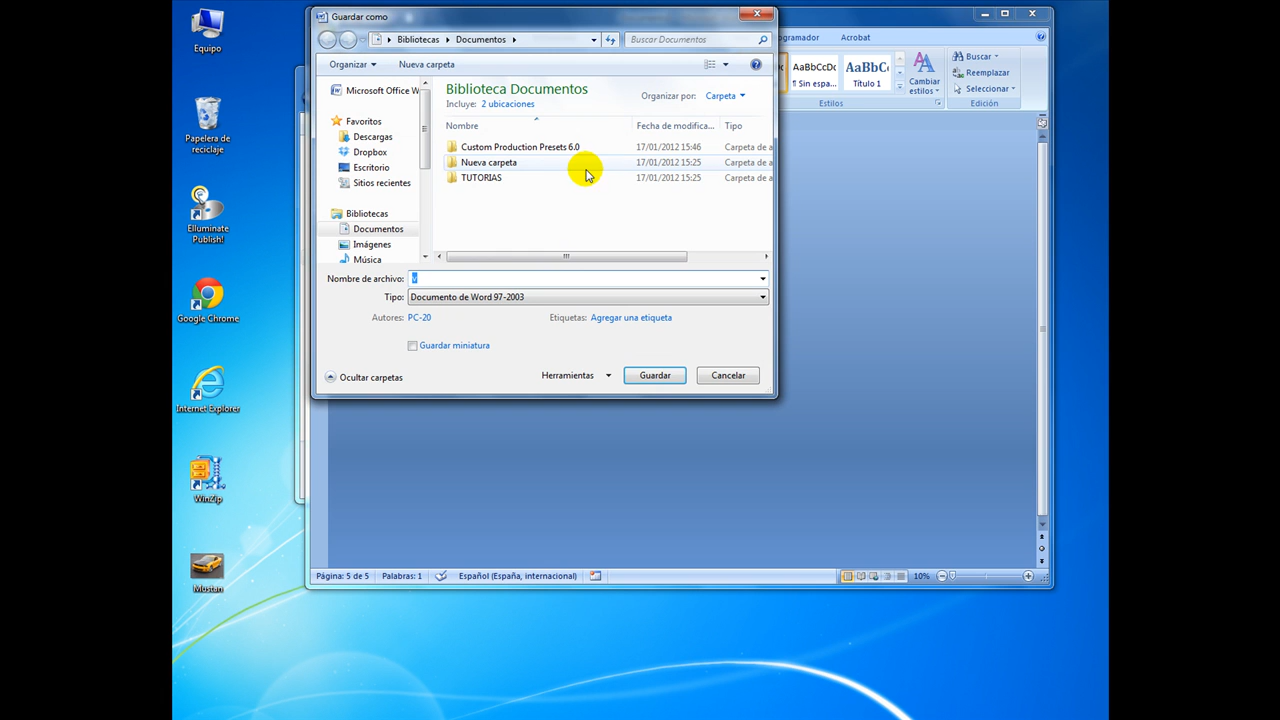 Equipo
Papelera de
reciclaje
Elluminate
Publish!
Google Chrome
Internet Explorer
WinZip
Mustan
Guardar como
Bibliotecas Documentos
Buscar Documentos
Organizar
Nueva carpeta
Microsoft Office W
Favoritos
Descargas
Dropbox
Escritorio
Sitios recientes
Bibliotecas
Documentos
Imágenes
Música
Biblioteca Documentos
Incluye: 2 ubicaciones
Organizar por: Carpeta
Nombre Fecha de modifica... Tipo
Custom Production Presets 6.0 17/01/2012 15:46 Carpeta de a
Nueva carpeta 17/01/2012 15:25 Carpeta de a
TUTORIAS 17/01/2012 15:25 Carpeta de a
Nombre de archivo:
Tipo: Documento de Word 97-2003
Autores: PC-20
Etiquetas: Agregar una etiqueta
Guardar miniatura
Ocultar carpetas
Herramientas
Guardar
Cancelar
ogramador Acrobat
AaBbCcDc AaBbC
¶ Sin espa... Título 1
Cambiar
estilos
Estilos
Buscar
Reemplazar
Seleccionar
Edición
Página: 5 de 5 Palabras: 1 Español (España, internacional) 10%